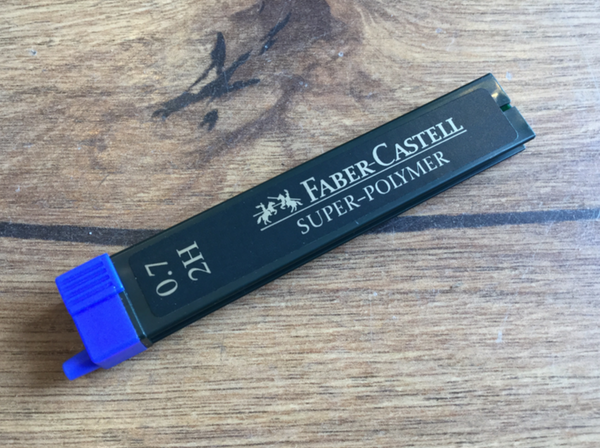 FABER-CASTELL
SUPER-POLYMER
0.7
2H